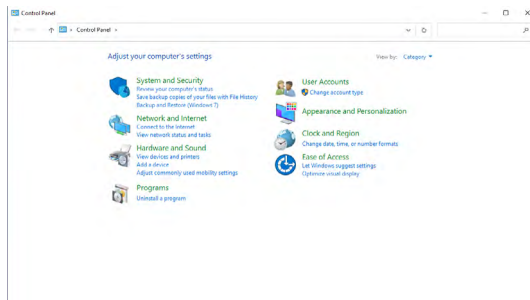 Control Panel
Control Panel
Adjust your computer's settings
View by: Category
System and Security
Review your computer's status
Save backup copies of your files with File History
Backup and Restore (Windows 7)
Network and Internet
Connect to the Internet
View network status and tasks
Hardware and Sound
View devices and printers
Add a device
Adjust commonly used mobility settings
Programs
Uninstall a program
User Accounts
Change account type
Appearance and Personalization
Clock and Region
Change date, time, or number formats
Ease of Access
Let Windows suggest settings
Optimize visual display